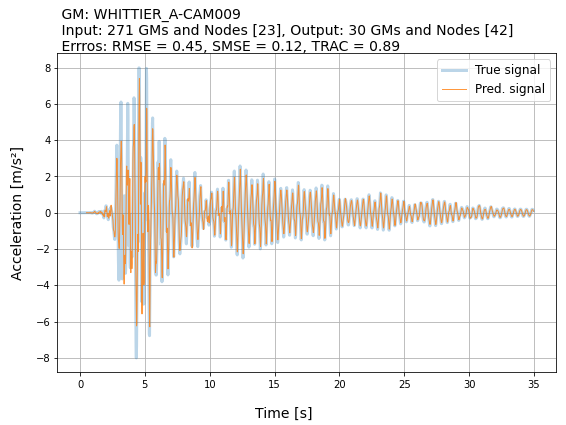 GM: WHITTIER_A-CAM009
Input: 271 GMs and Nodes [23], Output: 30 GMs and Nodes [42]
Errros: RMSE = 0.45, SMSE = 0.12, TRAC = 0.89
True signal
Pred. signal
8
6
4
2
0
−2
−4
−6
−8
Acceleration [m/s²]
0 5 10 15 20 25 30 35
Time [s]